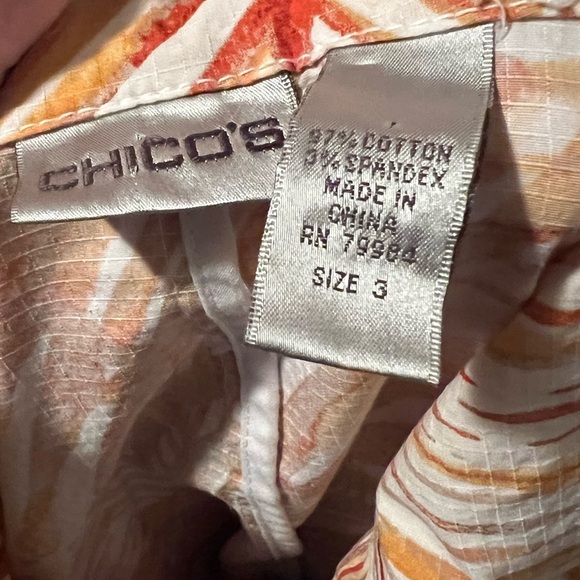 CHICO'S
97% COTTON
3% SPANDEX
MADE IN
CHINA
RN 79984
SIZE 3